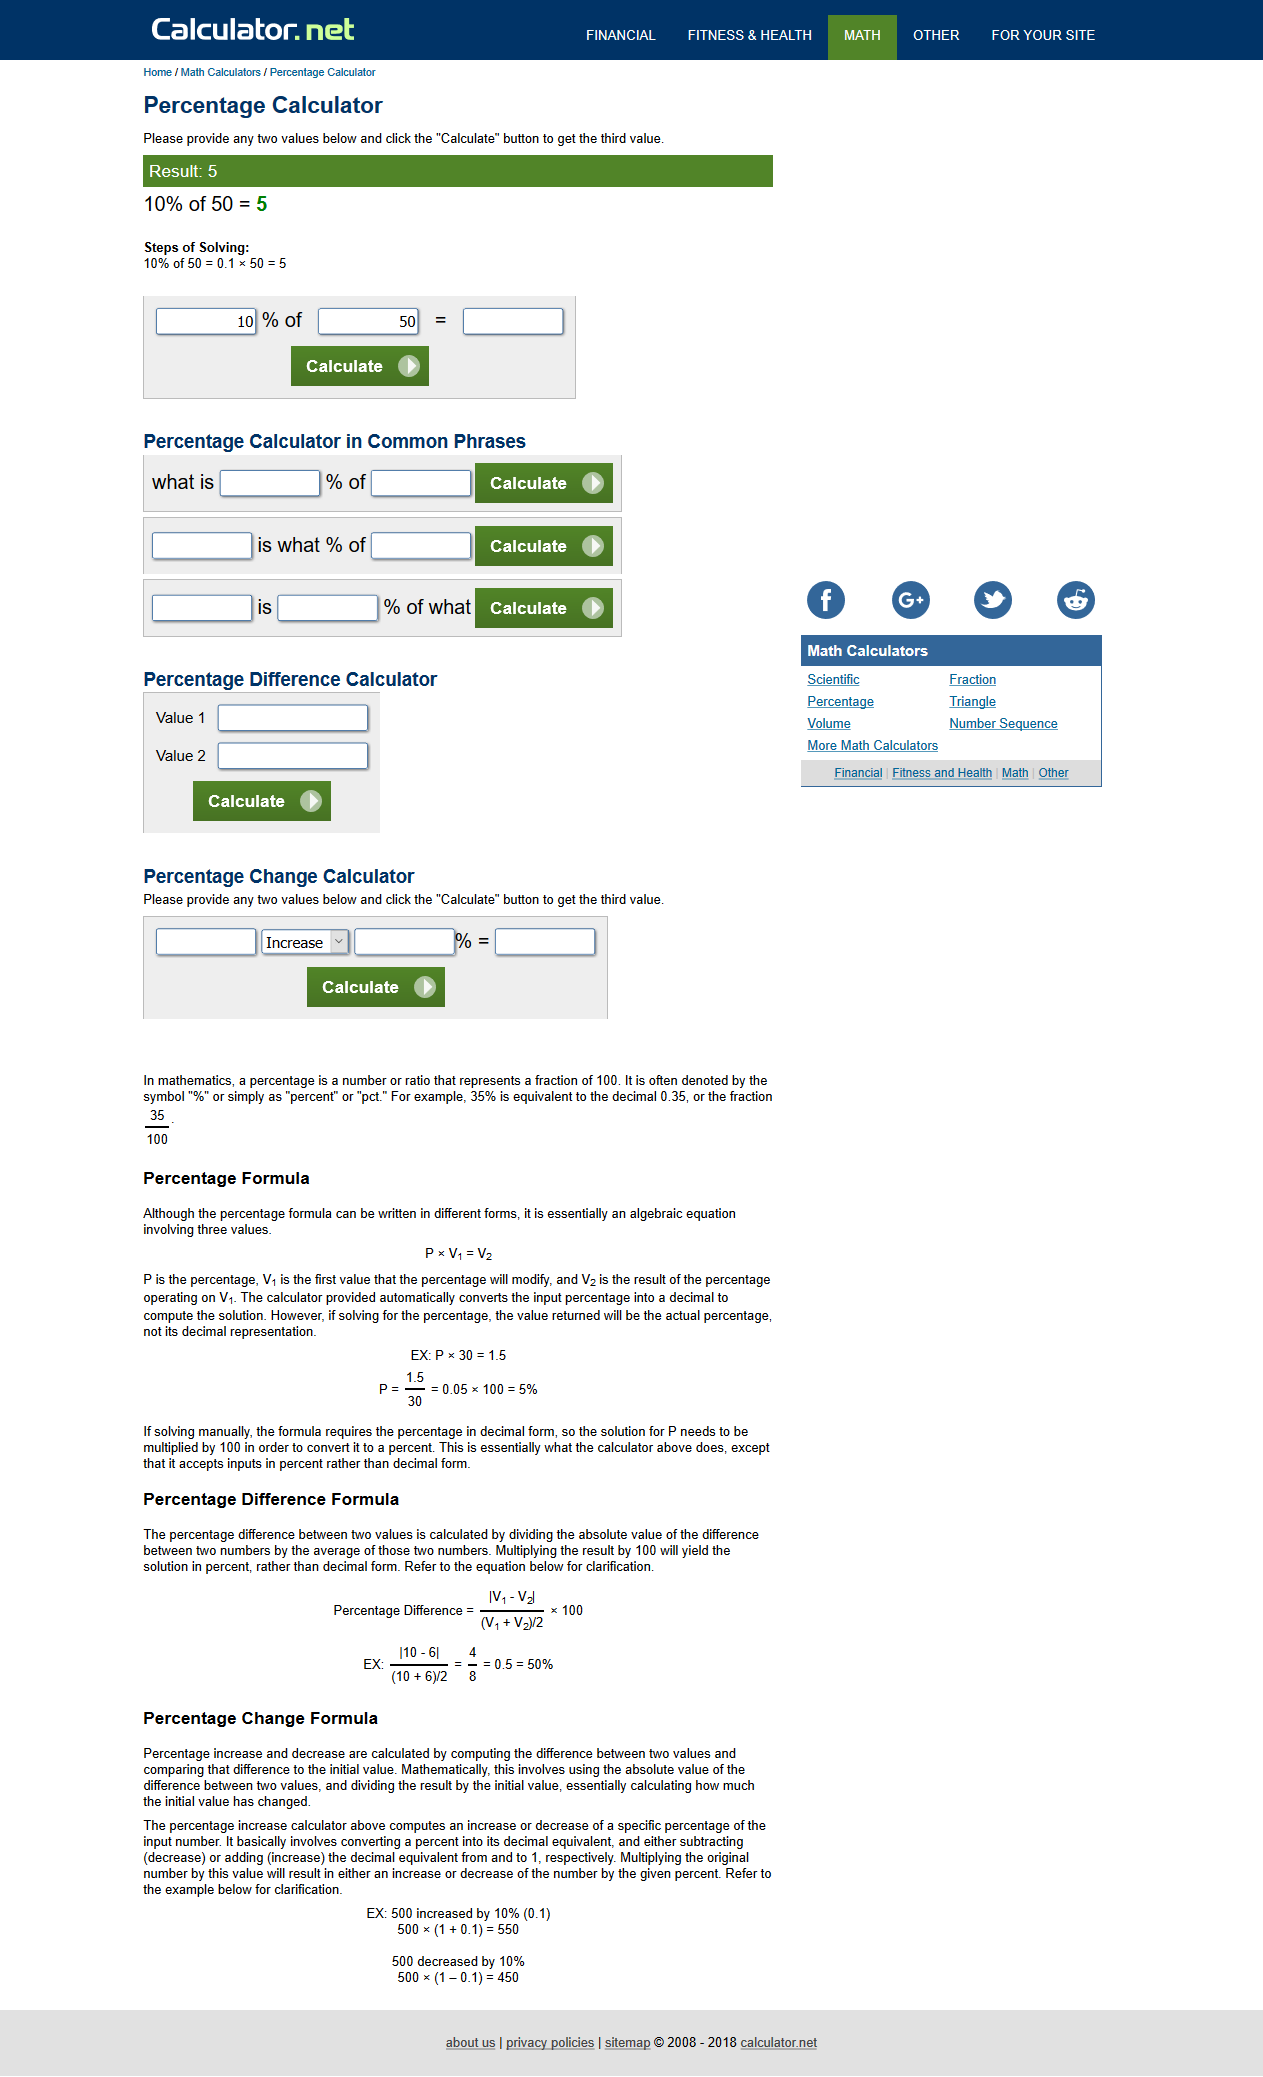 Calculator.net
FINANCIAL FITNESS & HEALTH MATH OTHER FOR YOUR SITE
Home / Math Calculators / Percentage Calculator
Percentage Calculator
Please provide any two values below and click the "Calculate" button to get the third value.
Result: 5
10% of 50 = 5
Steps of Solving:
10% of 50 = 0.1 × 50 = 5
10 % of 50 =
Calculate
Percentage Calculator in Common Phrases
what is % of Calculate
is what % of Calculate
is % of what Calculate
Percentage Difference Calculator
Value 1
Value 2
Calculate
Percentage Change Calculator
Please provide any two values below and click the "Calculate" button to get the third value.
Increase % =
Calculate
In mathematics, a percentage is a number or ratio that represents a fraction of 100. It is often denoted by the
symbol "%" or simply as "percent" or "pct." For example, 35% is equivalent to the decimal 0.35, or the fraction
35
100 .
Percentage Formula
Although the percentage formula can be written in different forms, it is essentially an algebraic equation
involving three values.
P × V₁ = V₂
P is the percentage, V₁ is the first value that the percentage will modify, and V₂ is the result of the percentage
operating on V₁. The calculator provided automatically converts the input percentage into a decimal to
compute the solution. However, if solving for the percentage, the value returned will be the actual percentage,
not its decimal representation.
EX: P × 30 = 1.5
1.5
P = = 0.05 × 100 = 5%
30
If solving manually, the formula requires the percentage in decimal form, so the solution for P needs to be
multiplied by 100 in order to convert it to a percent. This is essentially what the calculator above does, except
that it accepts inputs in percent rather than decimal form.
Percentage Difference Formula
The percentage difference between two values is calculated by dividing the absolute value of the difference
between two numbers by the average of those two numbers. Multiplying the result by 100 will yield the
solution in percent, rather than decimal form. Refer to the equation below for clarification.
|V₁ - V₂|
Percentage Difference = × 100
(V₁ + V₂)/2
|10 - 6| 4
EX: = = 0.5 = 50%
(10 + 6)/2 8
Percentage Change Formula
Percentage increase and decrease are calculated by computing the difference between two values and
comparing that difference to the initial value. Mathematically, this involves using the absolute value of the
difference between two values, and dividing the result by the initial value, essentially calculating how much
the initial value has changed.
The percentage increase calculator above computes an increase or decrease of a specific percentage of the
input number. It basically involves converting a percent into its decimal equivalent, and either subtracting
(decrease) or adding (increase) the decimal equivalent from and to 1, respectively. Multiplying the original
number by this value will result in either an increase or decrease of the number by the given percent. Refer to
the example below for clarification.
EX: 500 increased by 10% (0.1)
500 × (1 + 0.1) = 550
500 decreased by 10%
500 × (1 – 0.1) = 450
f G+
Math Calculators
Scientific Fraction
Percentage Triangle
Volume Number Sequence
More Math Calculators
Financial | Fitness and Health | Math | Other
about us | privacy policies | sitemap © 2008 - 2018 calculator.net